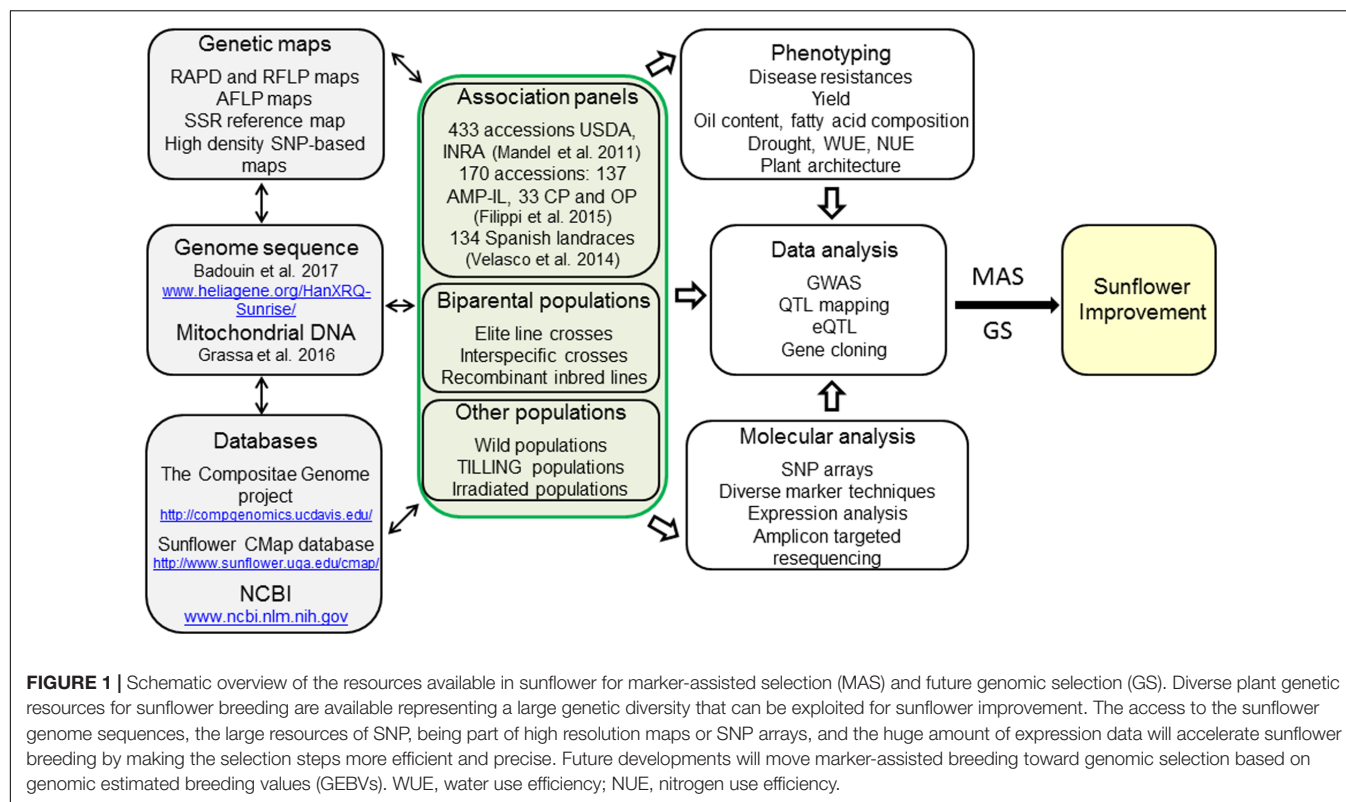 Genetic maps
RAPD and RFLP maps
AFLP maps
SSR reference map
High density SNP-based
maps
Genome sequence
Badouin et al. 2017
www.heliagene.org/HanXRQ-
Sunrise/
Mitochondrial DNA
Grassa et al. 2016
Databases
The Compositae Genome
project
http://compgenomics.ucdavis.edu/
Sunflower CMap database
http://www.sunflower.uga.edu/cmap/
NCBI
www.ncbi.nlm.nih.gov
Association panels
433 accessions USDA,
INRA (Mandel et al. 2011)
170 accessions: 137
AMP-IL, 33 CP and OP
(Filippi et al. 2015)
134 Spanish landraces
(Velasco et al. 2014)
Biparental populations
Elite line crosses
Interspecific crosses
Recombinant inbred lines
Other populations
Wild populations
TILLING populations
Irradiated populations
Phenotyping
Disease resistances
Yield
Oil content, fatty acid composition
Drought, WUE, NUE
Plant architecture
Data analysis
GWAS
QTL mapping
eQTL
Gene cloning
Molecular analysis
SNP arrays
Diverse marker techniques
Expression analysis
Amplicon targeted
resequencing
MAS
GS
Sunflower
Improvement
FIGURE 1 | Schematic overview of the resources available in sunflower for marker-assisted selection (MAS) and future genomic selection (GS). Diverse plant genetic
resources for sunflower breeding are available representing a large genetic diversity that can be exploited for sunflower improvement. The access to the sunflower
genome sequences, the large resources of SNP, being part of high resolution maps or SNP arrays, and the huge amount of expression data will accelerate sunflower
breeding by making the selection steps more efficient and precise. Future developments will move marker-assisted breeding toward genomic selection based on
genomic estimated breeding values (GEBVs). WUE, water use efficiency; NUE, nitrogen use efficiency.